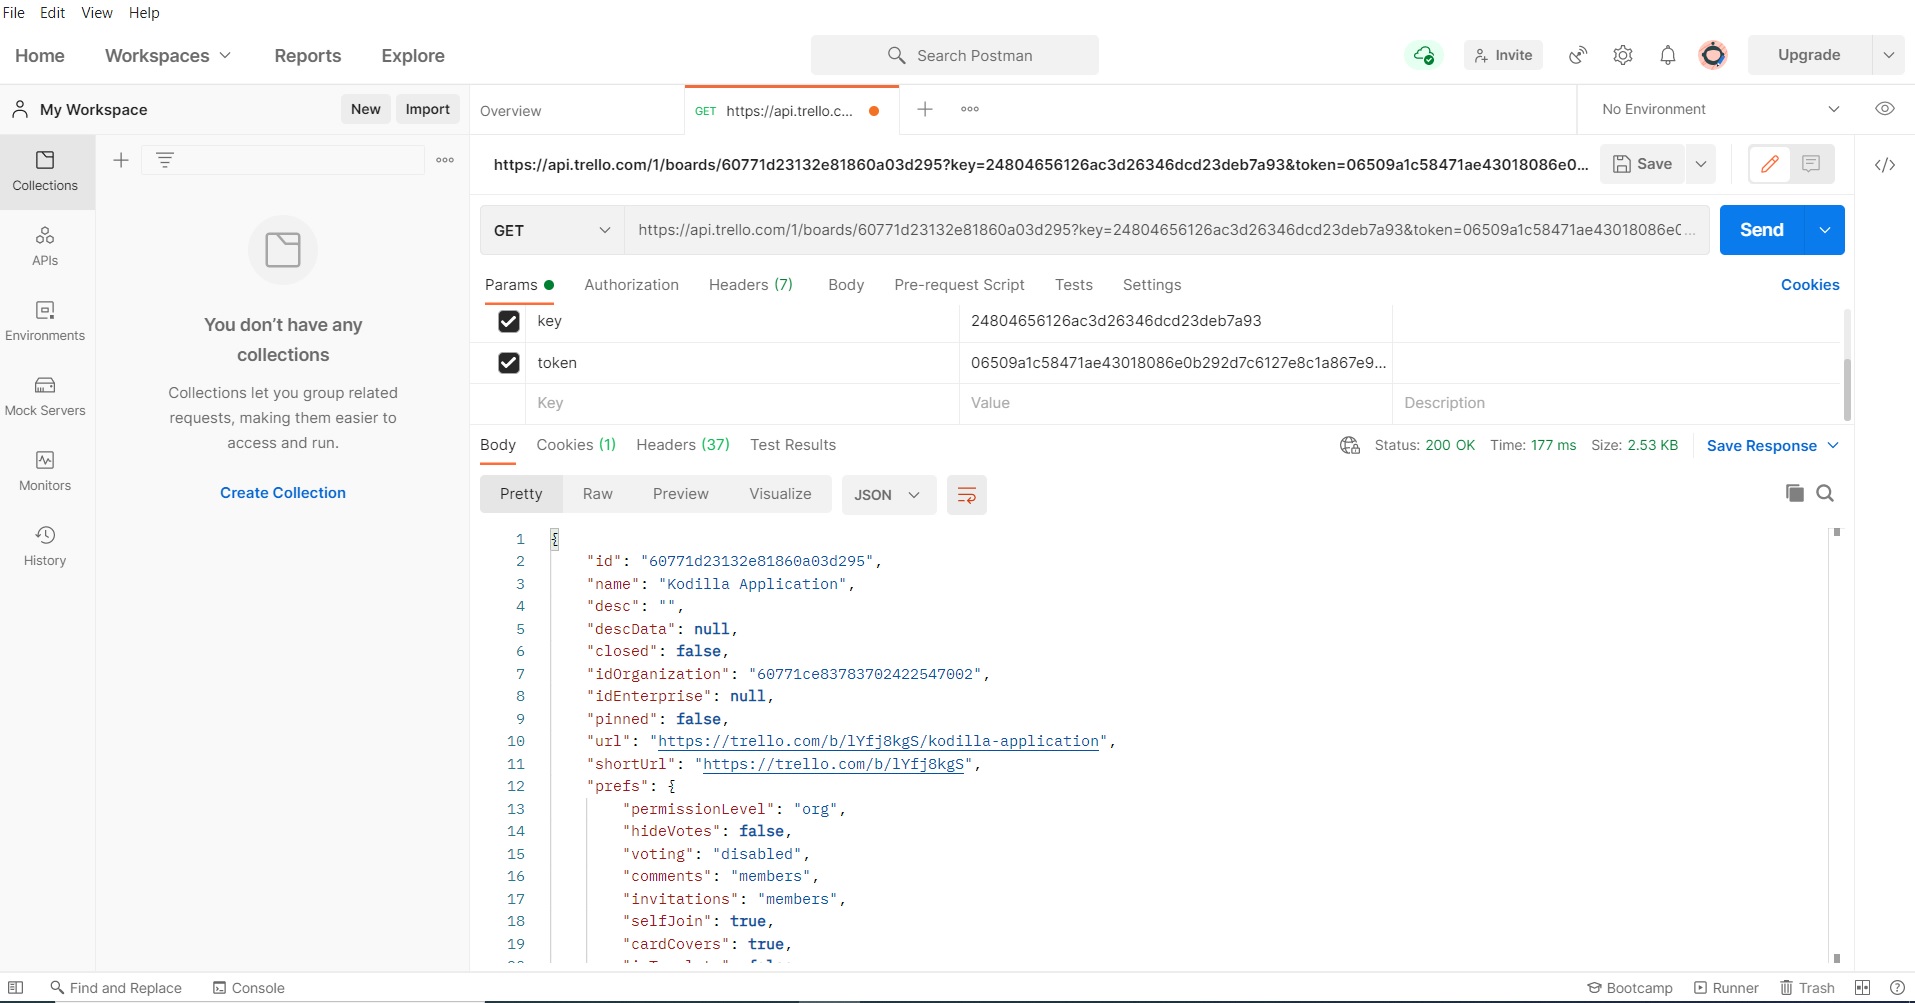 File Edit View Help
Home Workspaces Reports Explore Search Postman Invite Upgrade
My Workspace New Import Overview GET https://api.trello.c... No Environment
https://api.trello.com/1/boards/60771d23132e81860a03d295?key=24804656126ac3d26346dcd23deb7a93&token=06509a1c58471ae43018086e0... Save
Collections
APIs
Environments
Mock Servers
Monitors
History
You don't have any
collections
Collections let you group related
requests, making them easier to
access and run.
Create Collection
GET https://api.trello.com/1/boards/60771d23132e81860a03d295?key=24804656126ac3d26346dcd23deb7a93&token=06509a1c58471ae43018086e0... Send
Params Authorization Headers (7) Body Pre-request Script Tests Settings Cookies
key 24804656126ac3d26346dcd23deb7a93
token 06509a1c58471ae43018086e0b292d7c6127e8c1a867e9...
Key Value Description
Body Cookies (1) Headers (37) Test Results Status: 200 OK Time: 177 ms Size: 2.53 KB Save Response
Pretty Raw Preview Visualize JSON
1 {
2 "id": "60771d23132e81860a03d295",
3 "name": "Kodilla Application",
4 "desc": "",
5 "descData": null,
6 "closed": false,
7 "idOrganization": "60771ce83783702422547002",
8 "idEnterprise": null,
9 "pinned": false,
10 "url": "https://trello.com/b/lYfj8kgS/kodilla-application",
11 "shortUrl": "https://trello.com/b/lYfj8kgS",
12 "prefs": {
13 "permissionLevel": "org",
14 "hideVotes": false,
15 "voting": "disabled",
16 "comments": "members",
17 "invitations": "members",
18 "selfJoin": true,
19 "cardCovers": true,
Find and Replace Console Bootcamp Runner Trash